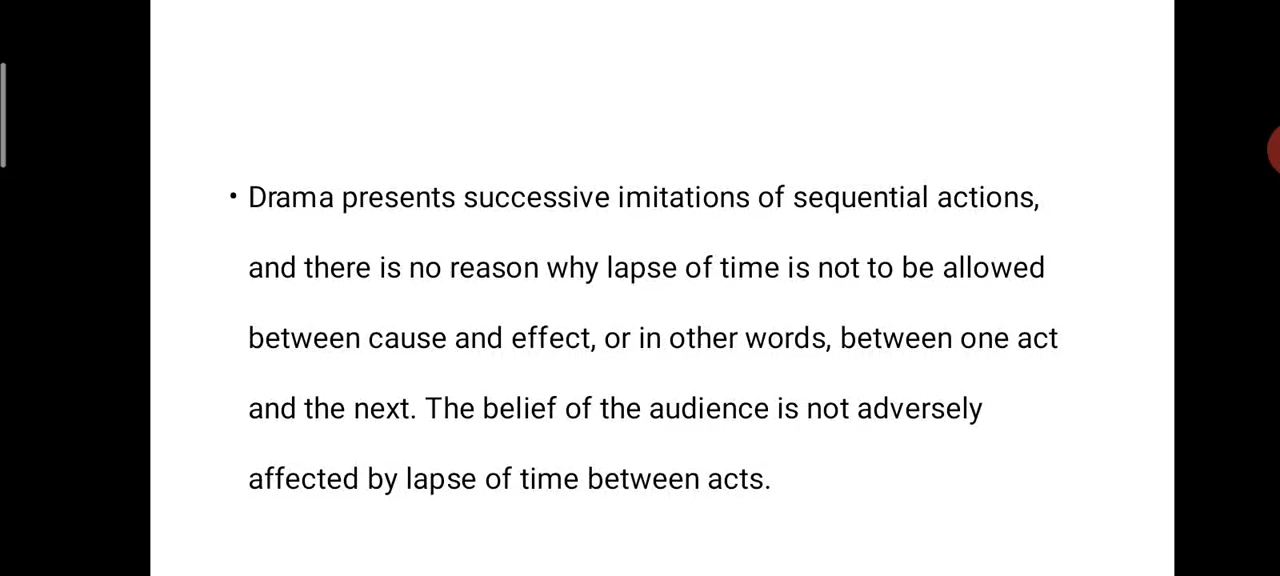 • Drama presents successive imitations of sequential actions,
and there is no reason why lapse of time is not to be allowed
between cause and effect, or in other words, between one act
and the next. The belief of the audience is not adversely
affected by lapse of time between acts.